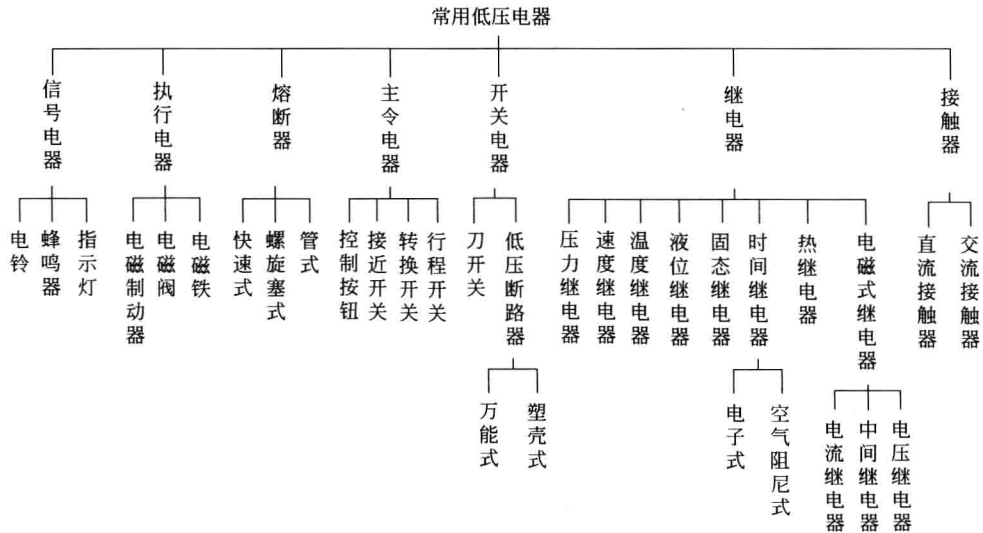 常用低压电器
信号电器
执行电器
熔断器
主令电器
开关电器
继电器
接触器
电铃
蜂鸣器
指示灯
电磁制动器
电磁阀
电磁铁
快速式
螺旋塞式
管式
控制按钮
接近开关
转换开关
行程开关
刀开关
低压断路器
压力继电器
速度继电器
温度继电器
液位继电器
固态继电器
时间继电器
热继电器
电磁式继电器
直流接触器
交流接触器
万能式
塑壳式
电子式
空气阻尼式
电流继电器
中间继电器
电压继电器